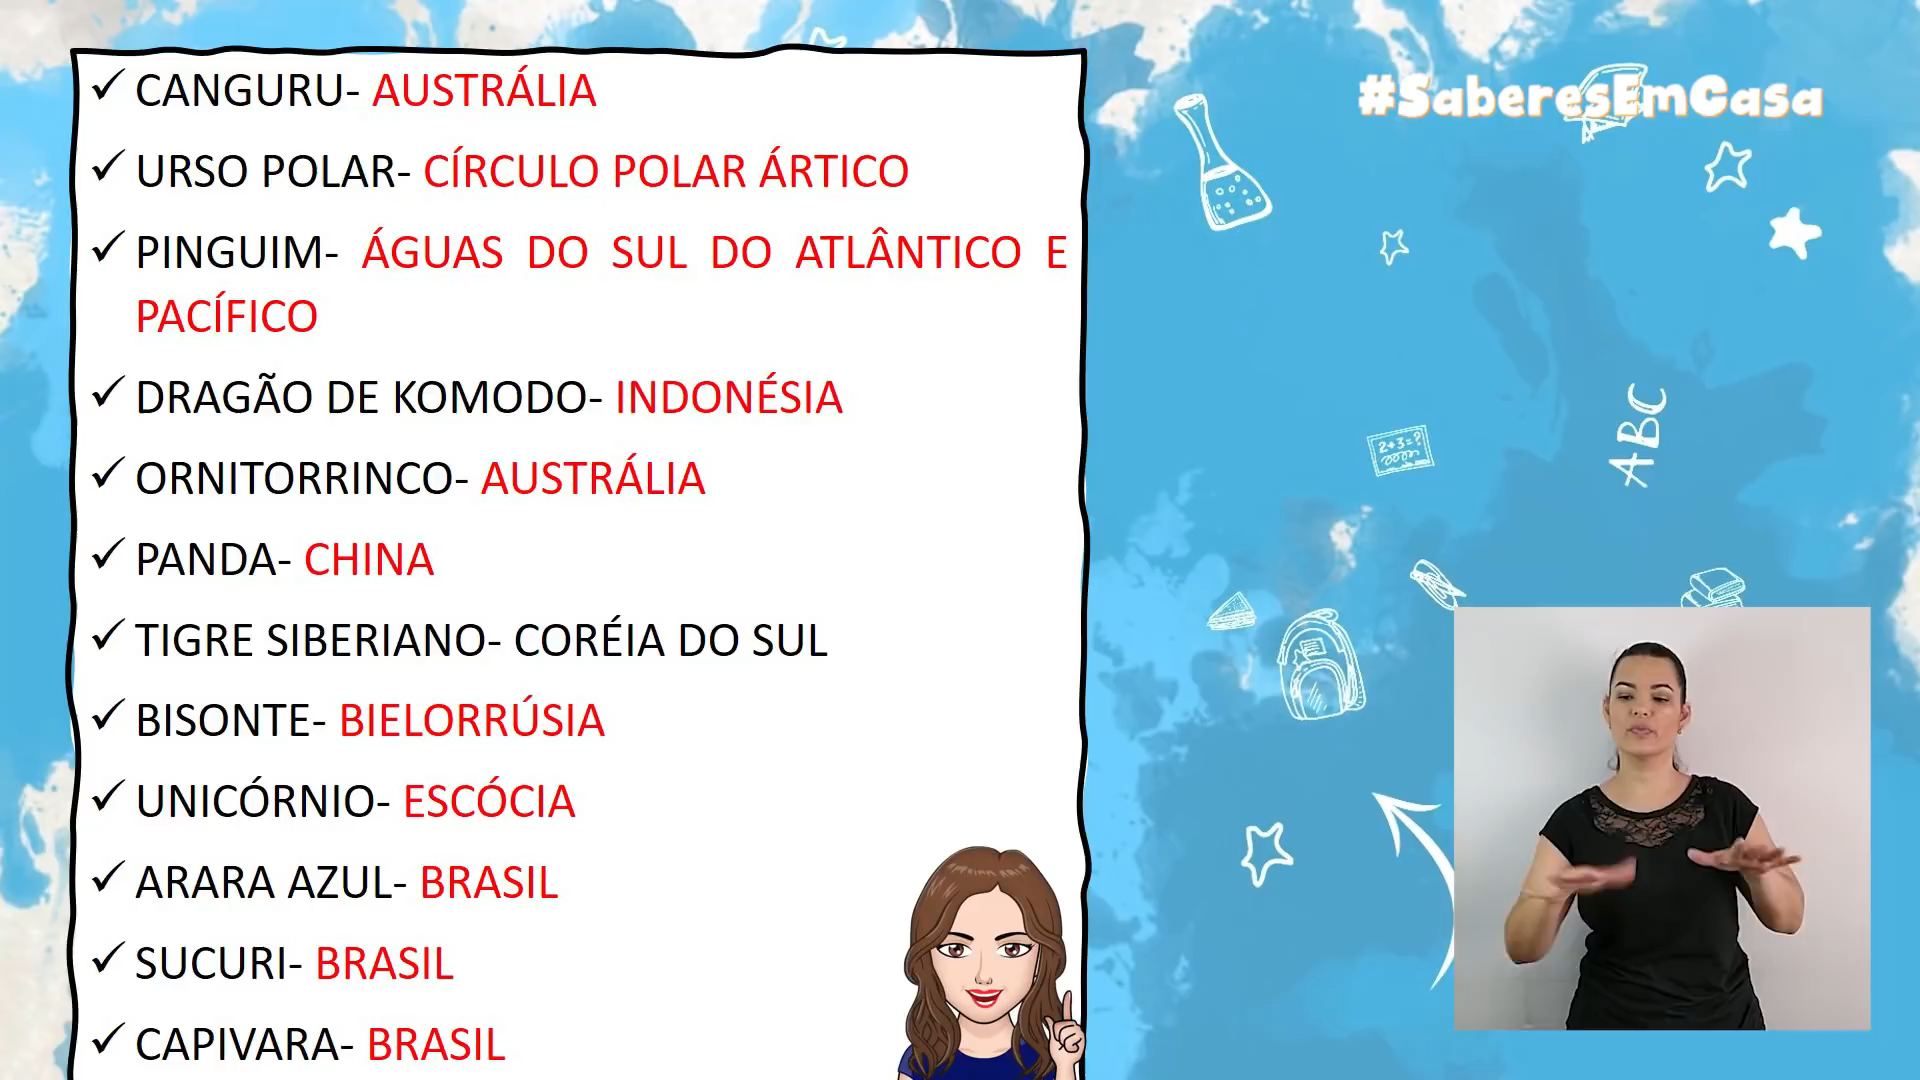 CANGURU- AUSTRÁLIA
URSO POLAR- CÍRCULO POLAR ÁRTICO
PINGUIM- ÁGUAS DO SUL DO ATLÂNTICO E
PACÍFICO
DRAGÃO DE KOMODO- INDONÉSIA
ORNITORRINCO- AUSTRÁLIA
PANDA- CHINA
TIGRE SIBERIANO- CORÉIA DO SUL
BISONTE- BIELORRÚSIA
UNICÓRNIO- ESCÓCIA
ARARA AZUL- BRASIL
SUCURI- BRASIL
CAPIVARA- BRASIL
#SaberesEmCasa
2+3=?
ABC